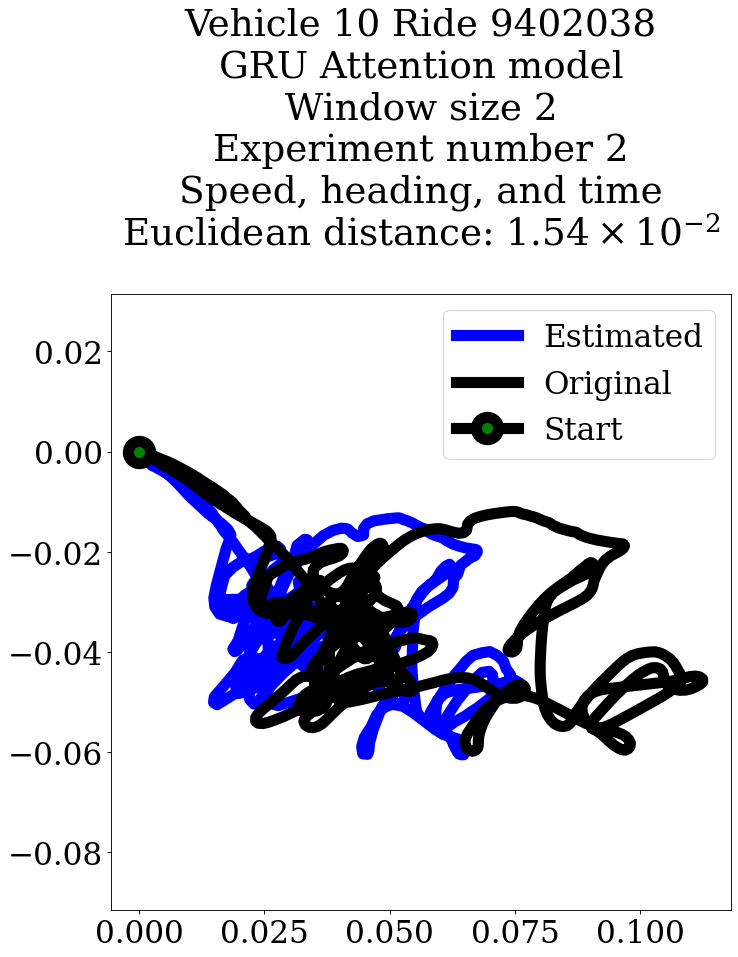 Vehicle 10 Ride 9402038
GRU Attention model
Window size 2
Experiment number 2
Speed, heading, and time
Euclidean distance: 1.54 × 10⁻²
Estimated
Original
Start
0.02
0.00
−0.02
−0.04
−0.06
−0.08
0.000 0.025 0.050 0.075 0.100